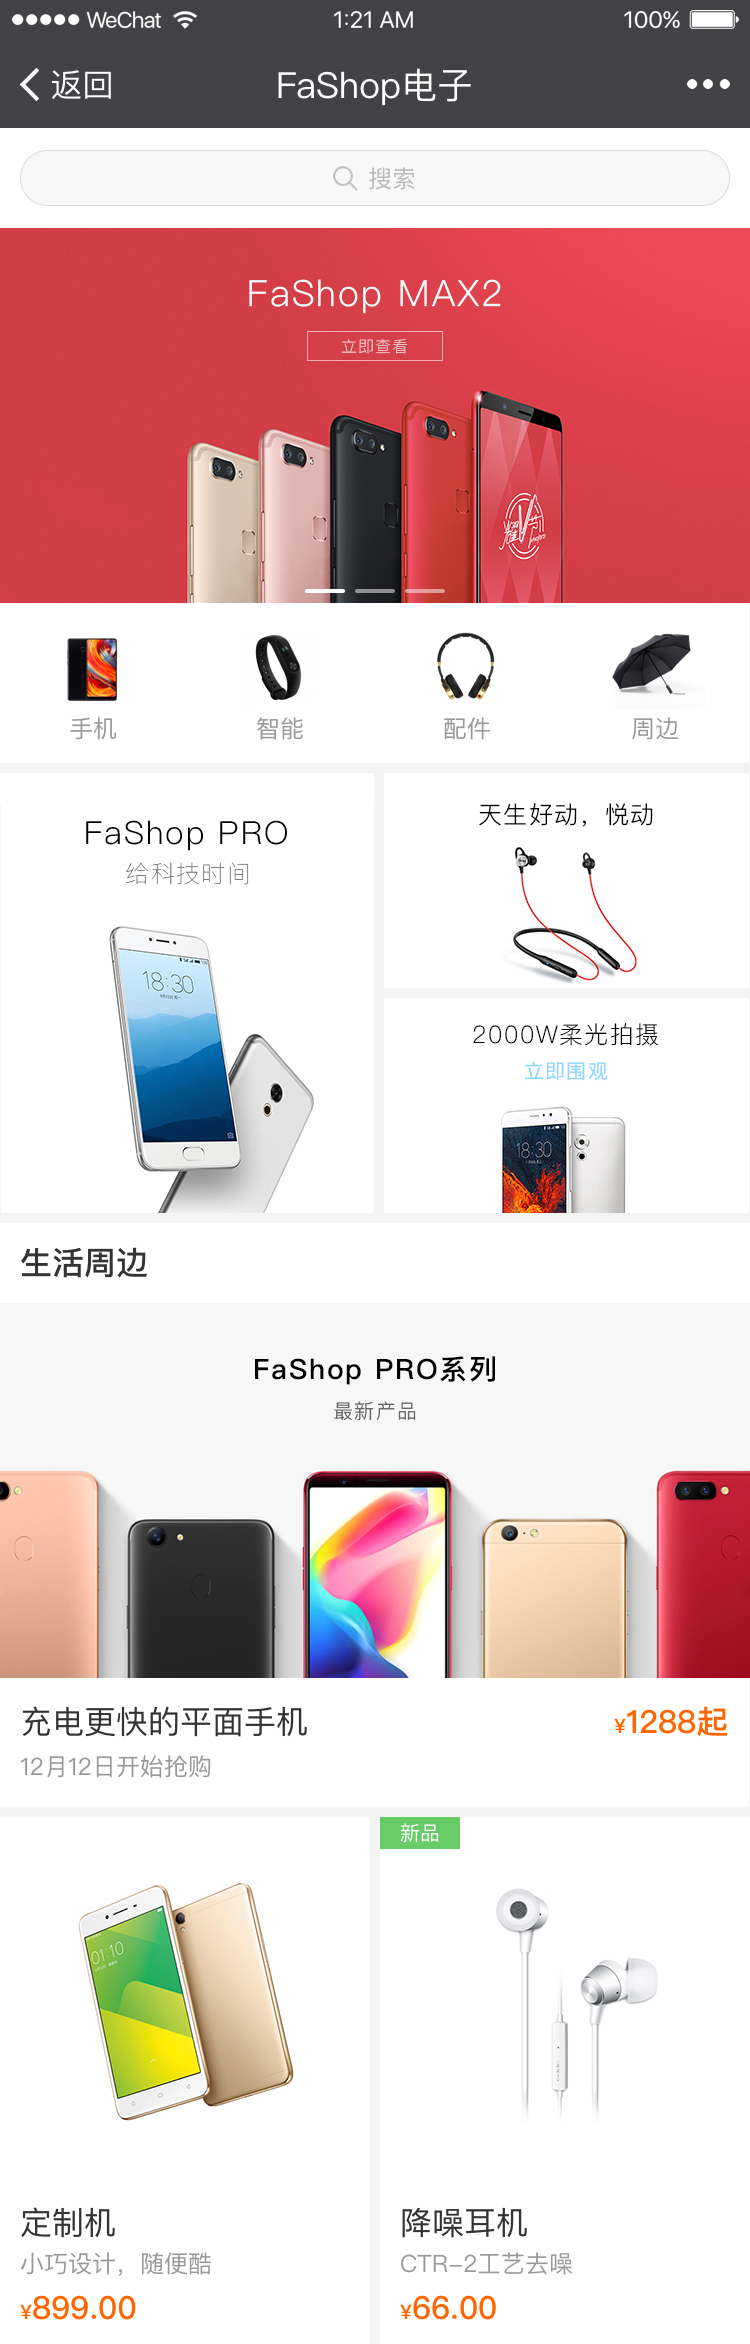 WeChat 1:21 AM 100%
返回 FaShop电子
搜索
FaShop MAX2
立即查看
手机 智能 配件 周边
FaShop PRO
给科技时间
18:30
天生好动，悦动
2000W柔光拍摄
立即围观
18:30
生活周边
FaShop PRO系列
最新产品
充电更快的平面手机 ¥1288起
12月12日开始抢购
新品
01:10
oppo
定制机
小巧设计，随便酷
¥899.00
降噪耳机
CTR-2工艺去噪
¥66.00